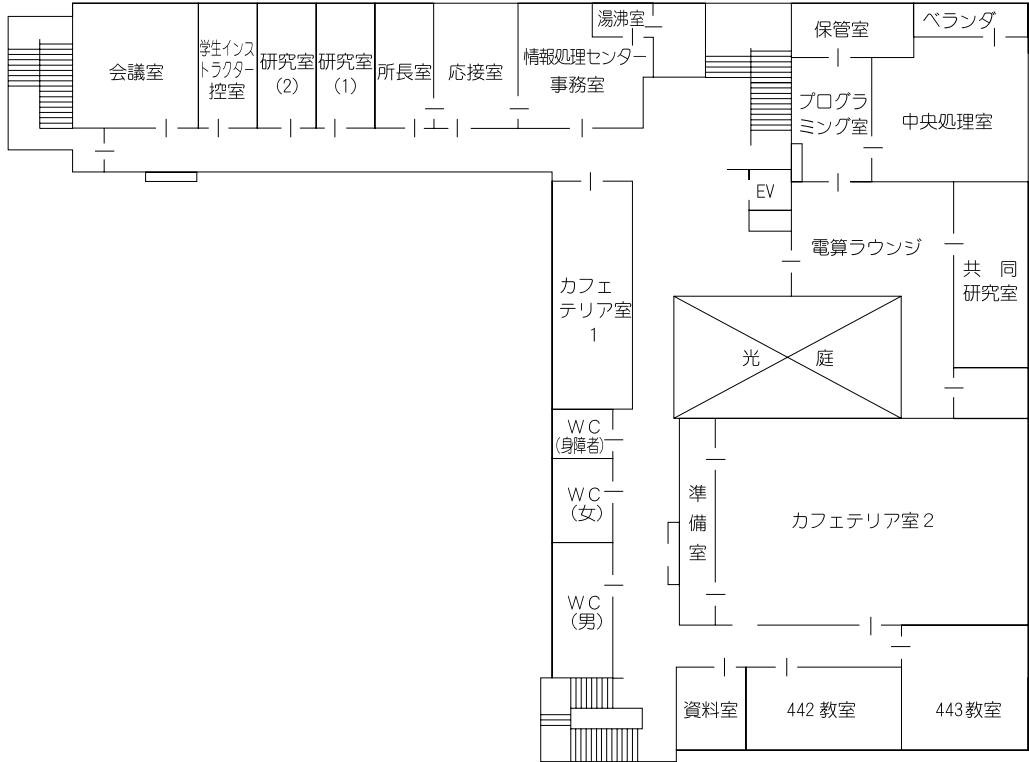 湯沸室
保管室
ベランダ
会議室
学生インス
トラクター
控室
研究室
(2)
研究室
(1)
所長室
応接室
情報処理センター
事務室
プログラ
ミング室
中央処理室
EV
電算ラウンジ
共 同
研究室
カフェ
テリア室
1
光 庭
WC
(身障者)
WC
(女)
準
備
室
カフェテリア室2
WC
(男)
資料室
442 教室
443 教室